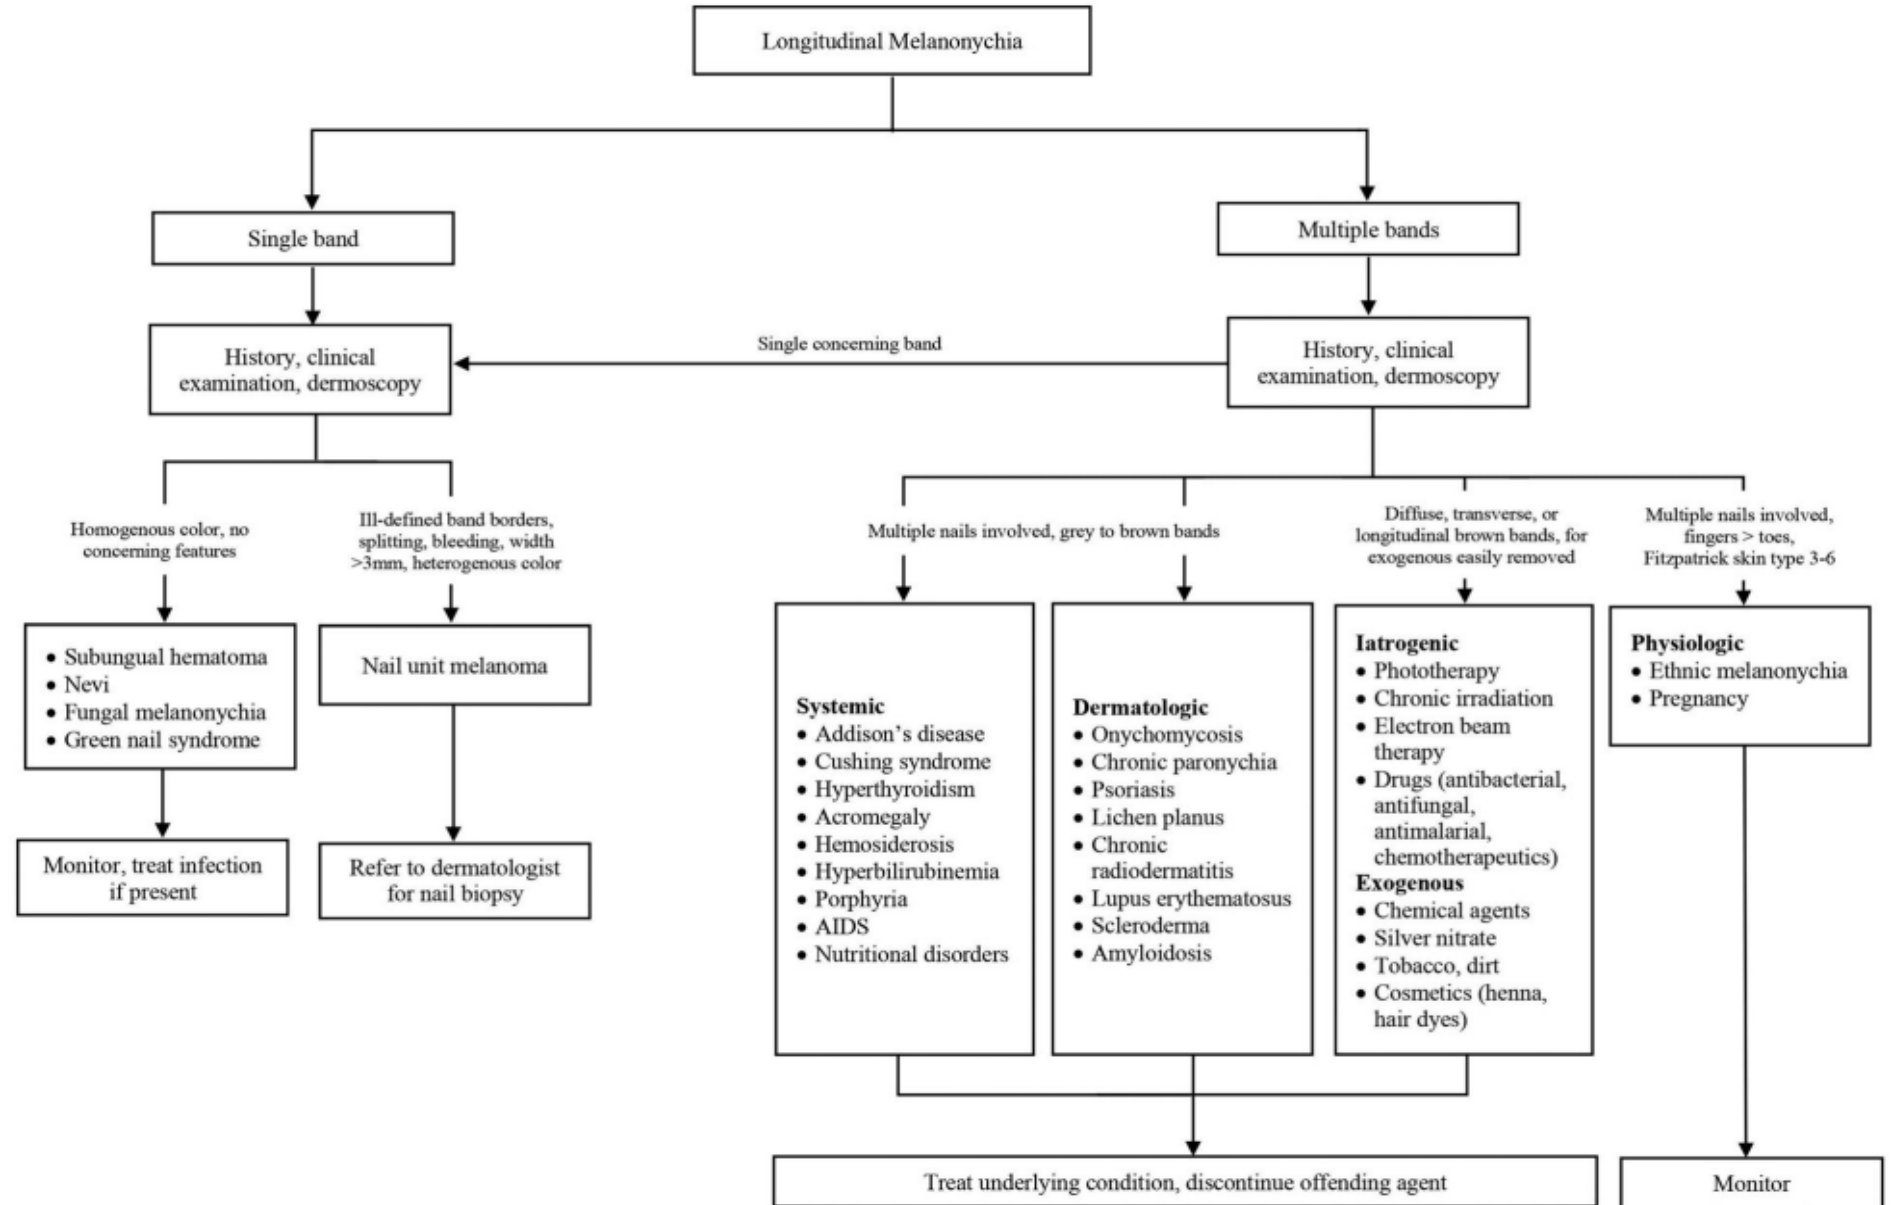 Longitudinal Melanonychia
Single band
Multiple bands
History, clinical
examination, dermoscopy
Single concerning band
History, clinical
examination, dermoscopy
Homogenous color, no
concerning features
Ill-defined band borders,
splitting, bleeding, width
>3mm, heterogenous color
Multiple nails involved, grey to brown bands
Diffuse, transverse, or
longitudinal brown bands, for
exogenous easily removed
Multiple nails involved,
fingers > toes,
Fitzpatrick skin type 3-6
• Subungual hematoma
• Nevi
• Fungal melanonychia
• Green nail syndrome
Nail unit melanoma
Monitor, treat infection
if present
Refer to dermatologist
for nail biopsy
Systemic
• Addison's disease
• Cushing syndrome
• Hyperthyroidism
• Acromegaly
• Hemosiderosis
• Hyperbilirubinemia
• Porphyria
• AIDS
• Nutritional disorders
Dermatologic
• Onychomycosis
• Chronic paronychia
• Psoriasis
• Lichen planus
• Chronic
radiodermatitis
• Lupus erythematosus
• Scleroderma
• Amyloidosis
Iatrogenic
• Phototherapy
• Chronic irradiation
• Electron beam
therapy
• Drugs (antibacterial,
antifungal,
antimalarial,
chemotherapeutics)
Exogenous
• Chemical agents
• Silver nitrate
• Tobacco, dirt
• Cosmetics (henna,
hair dyes)
Physiologic
• Ethnic melanonychia
• Pregnancy
Treat underlying condition, discontinue offending agent
Monitor